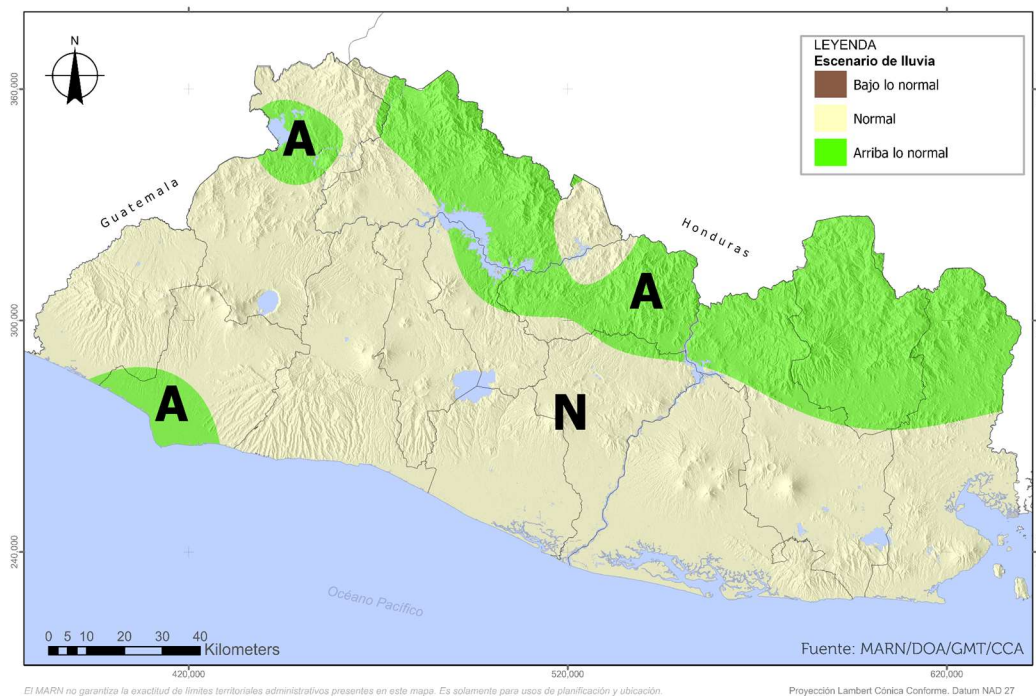 N
LEYENDA
Escenario de lluvia
Bajo lo normal
Normal
Arriba lo normal
360,000
300,000
240,000
Guatemala
Honduras
A
A
A
N
Océano Pacífico
0 5 10 20 30 40
Kilometers
Fuente: MARN/DOA/GMT/CCA
420,000
520,000
620,000
El MARN no garantiza la exactitud de límites territoriales administrativos presentes en este mapa. Es solamente para usos de planificación y ubicación.
Proyección Lambert Cónica Conforme. Datum NAD 27